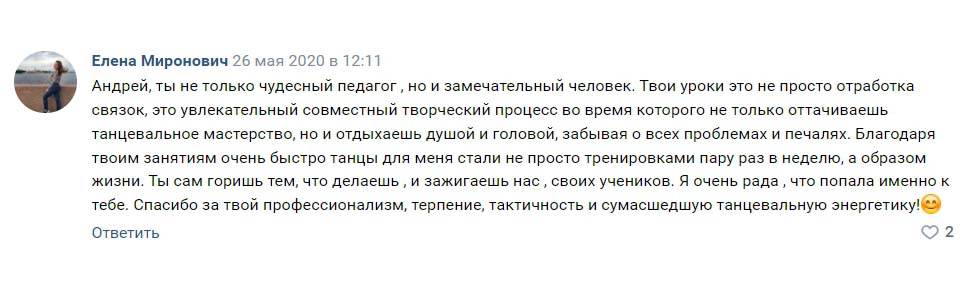 Елена Миронович 26 мая 2020 в 12:11
Андрей, ты не только чудесный педагог , но и замечательный человек. Твои уроки это не просто отработка
связок, это увлекательный совместный творческий процесс во время которого не только оттачиваешь
танцевальное мастерство, но и отдыхаешь душой и головой, забывая о всех проблемах и печалях. Благодаря
твоим занятиям очень быстро танцы для меня стали не просто тренировками пару раз в неделю, а образом
жизни. Ты сам горишь тем, что делаешь , и зажигаешь нас , своих учеников. Я очень рада , что попала именно к
тебе. Спасибо за твой профессионализм, терпение, тактичность и сумасшедшую танцевальную энергетику!😊
Ответить 2